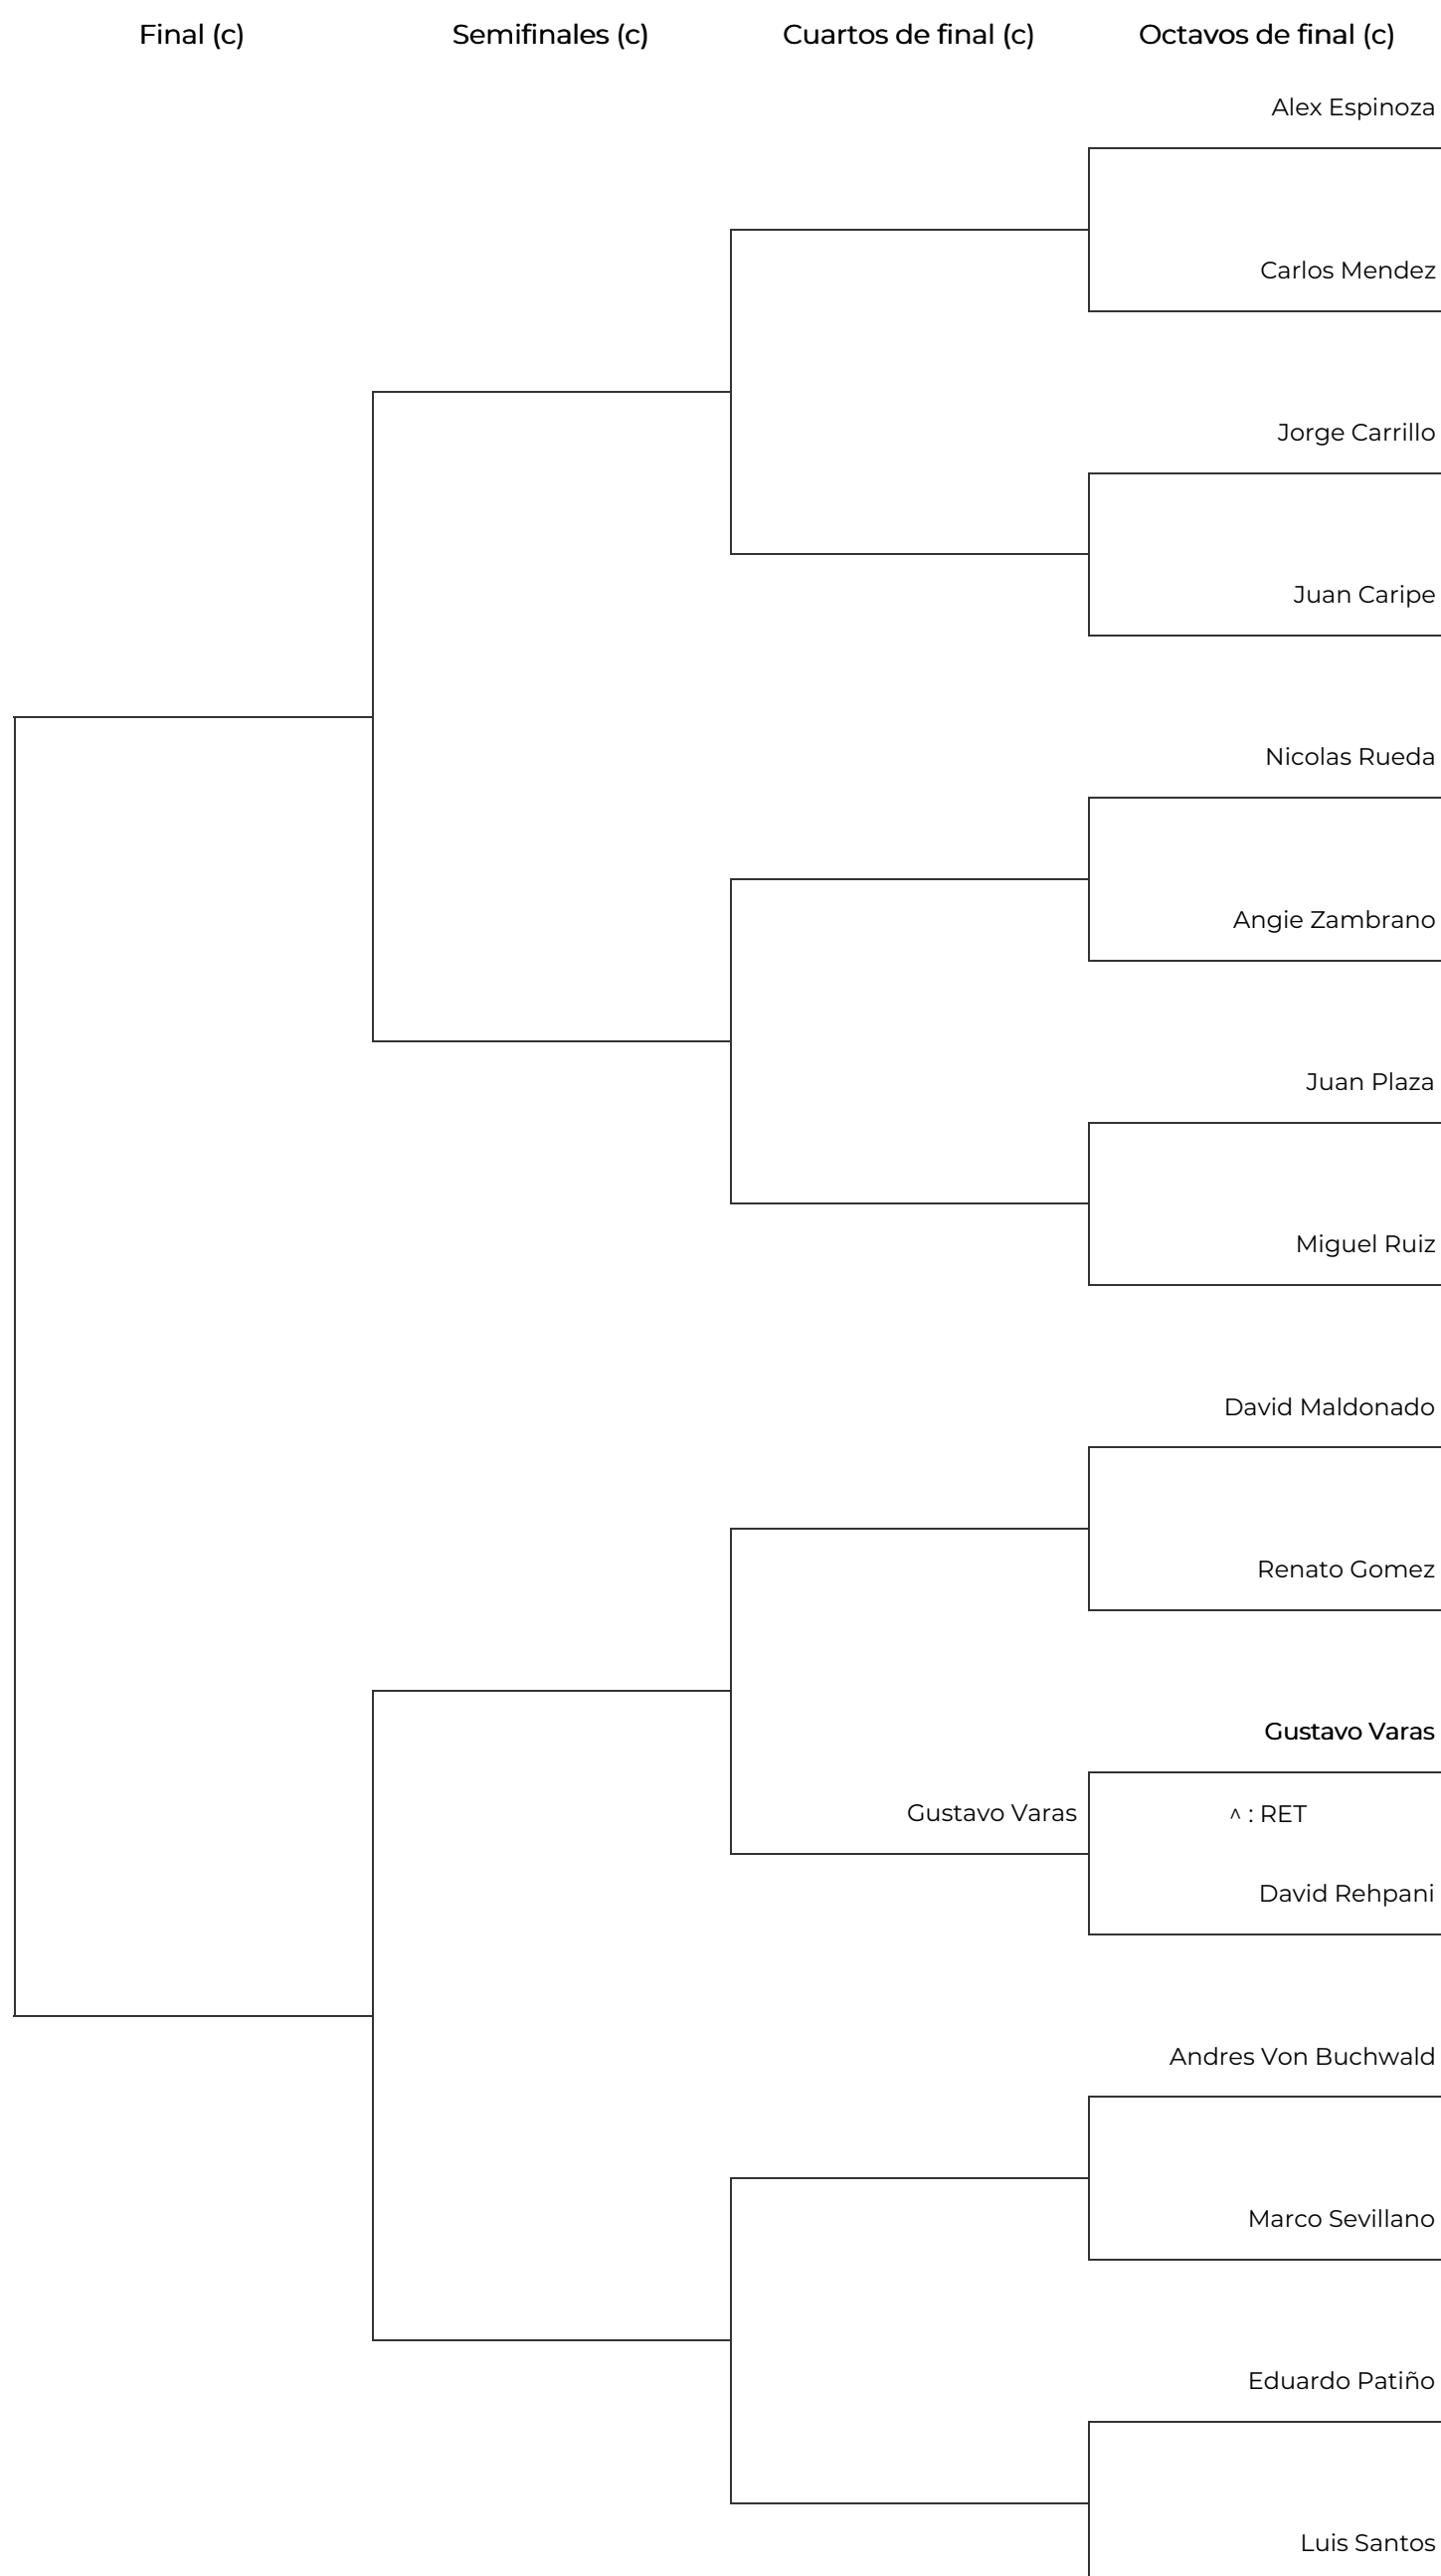 Final (c)
Semifinales (c)
Cuartos de final (c)
Octavos de final (c)
Alex Espinoza
Carlos Mendez
Jorge Carrillo
Juan Caripe
Nicolas Rueda
Angie Zambrano
Juan Plaza
Miguel Ruiz
David Maldonado
Renato Gomez
Gustavo Varas
Gustavo Varas
^ : RET
David Rehpani
Andres Von Buchwald
Marco Sevillano
Eduardo Patiño
Luis Santos